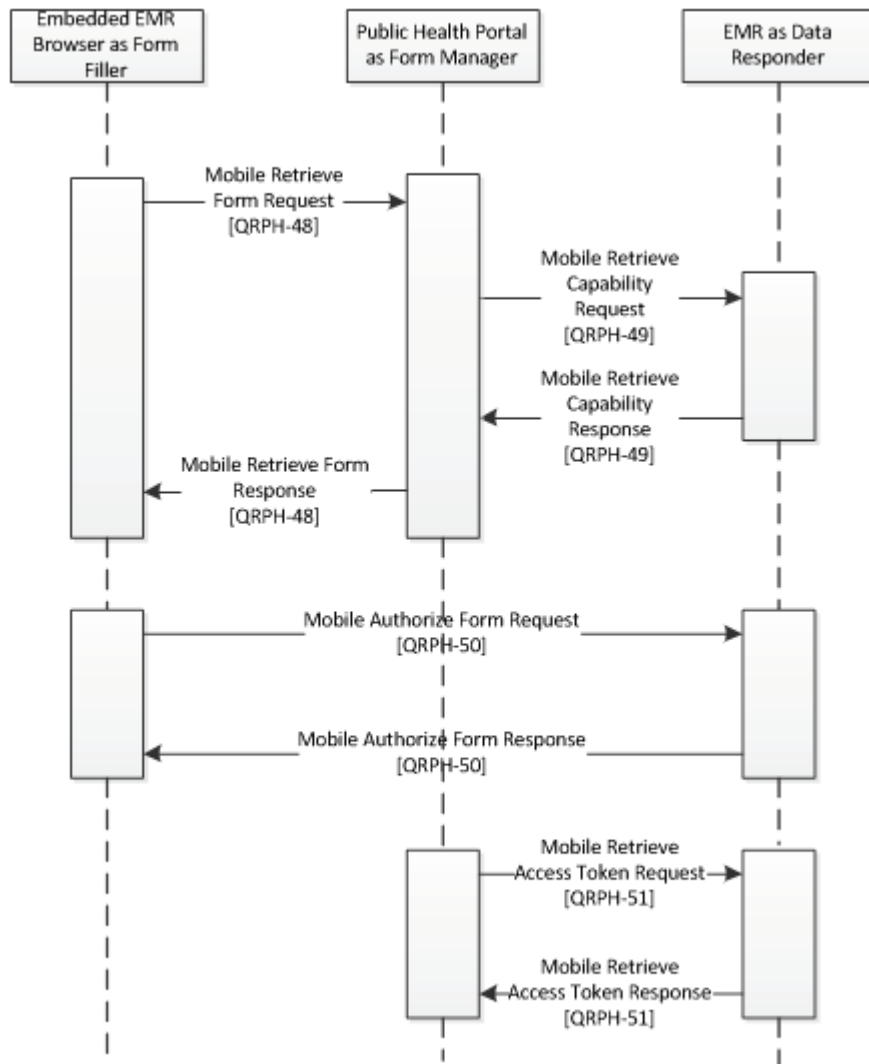 Embedded EMR
Browser as Form
Filler
Public Health Portal
as Form Manager
EMR as Data
Responder
Mobile Retrieve
Form Request
[QRPH-48]
Mobile Retrieve
Capability
Request
[QRPH-49]
Mobile Retrieve
Capability
Response
[QRPH-49]
Mobile Retrieve Form
Response
[QRPH-48]
Mobile Authorize Form Request
[QRPH-50]
Mobile Authorize Form Response
[QRPH-50]
Mobile Retrieve
Access Token Request
[QRPH-51]
Mobile Retrieve
Access Token Response
[QRPH-51]